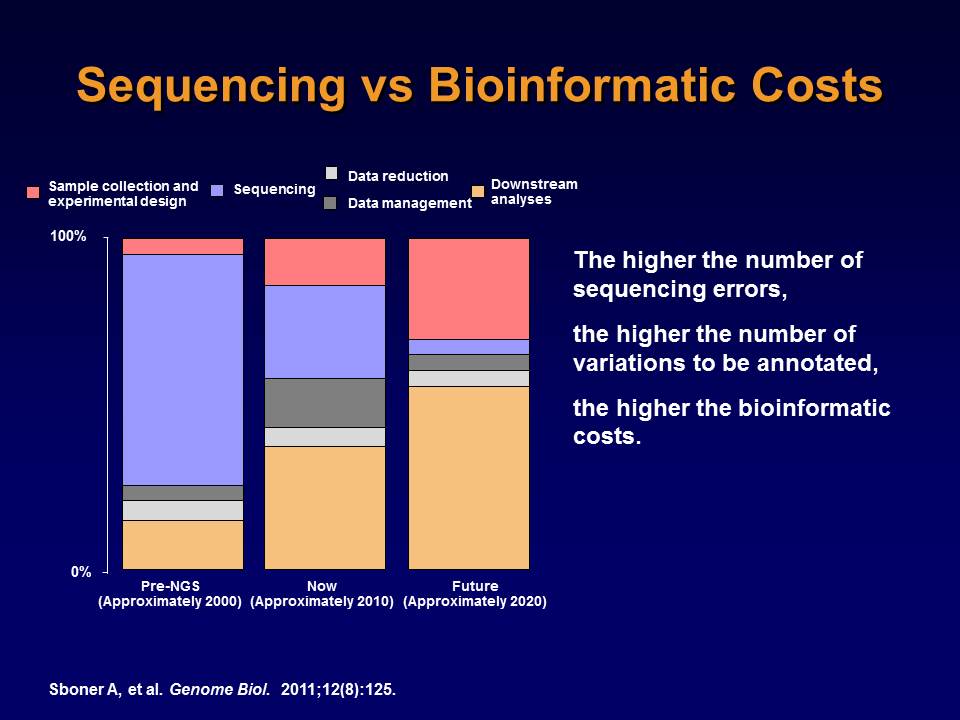 Sequencing vs Bioinformatic Costs
Sample collection and
experimental design
Sequencing
Data reduction
Data management
Downstream
analyses
100%
0%
Pre-NGS
(Approximately 2000)
Now
(Approximately 2010)
Future
(Approximately 2020)
The higher the number of
sequencing errors,
the higher the number of
variations to be annotated,
the higher the bioinformatic
costs.
Sboner A, et al. Genome Biol. 2011;12(8):125.